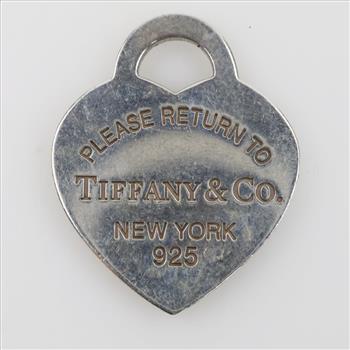 PLEASE RETURN TO
TIFFANY & CO.
NEW YORK
925